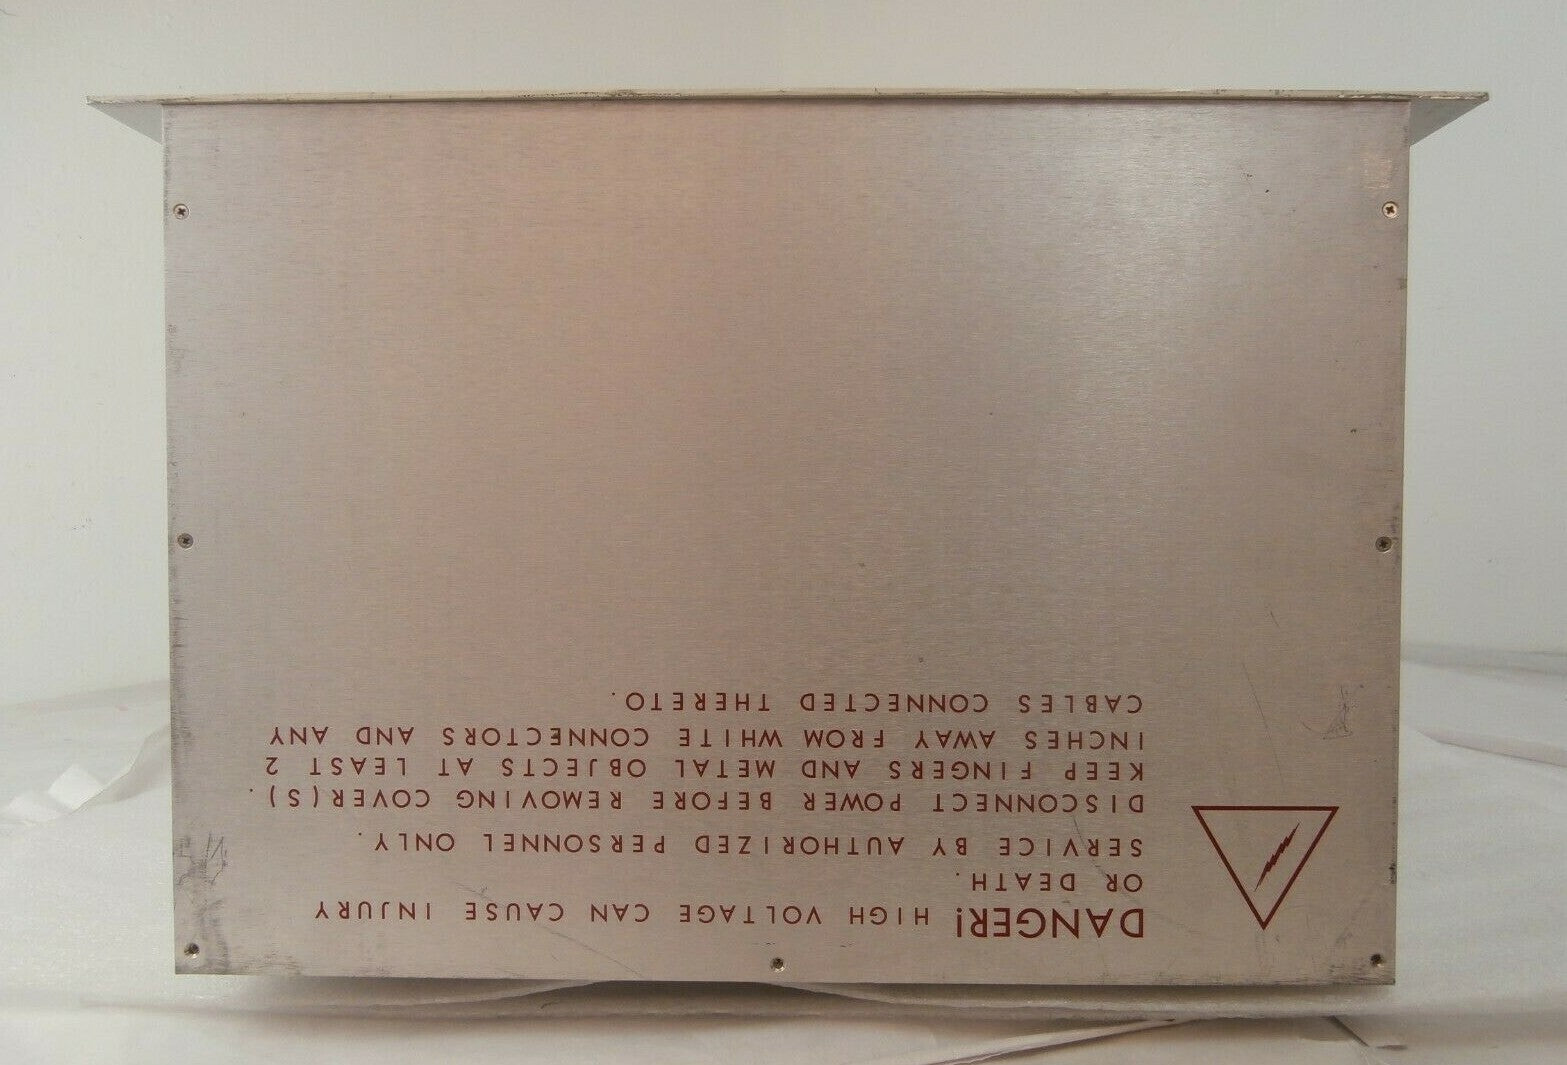 DANGER! HIGH VOLTAGE CAN CAUSE INJURY
OR DEATH.
SERVICE BY AUTHORIZED PERSONNEL ONLY.
DISCONNECT POWER BEFORE REMOVING COVER(S).
KEEP FINGERS AND METAL OBJECTS AT LEAST 2
INCHES AWAY FROM WHITE CONNECTORS AND ANY
CABLES CONNECTED THERETO.